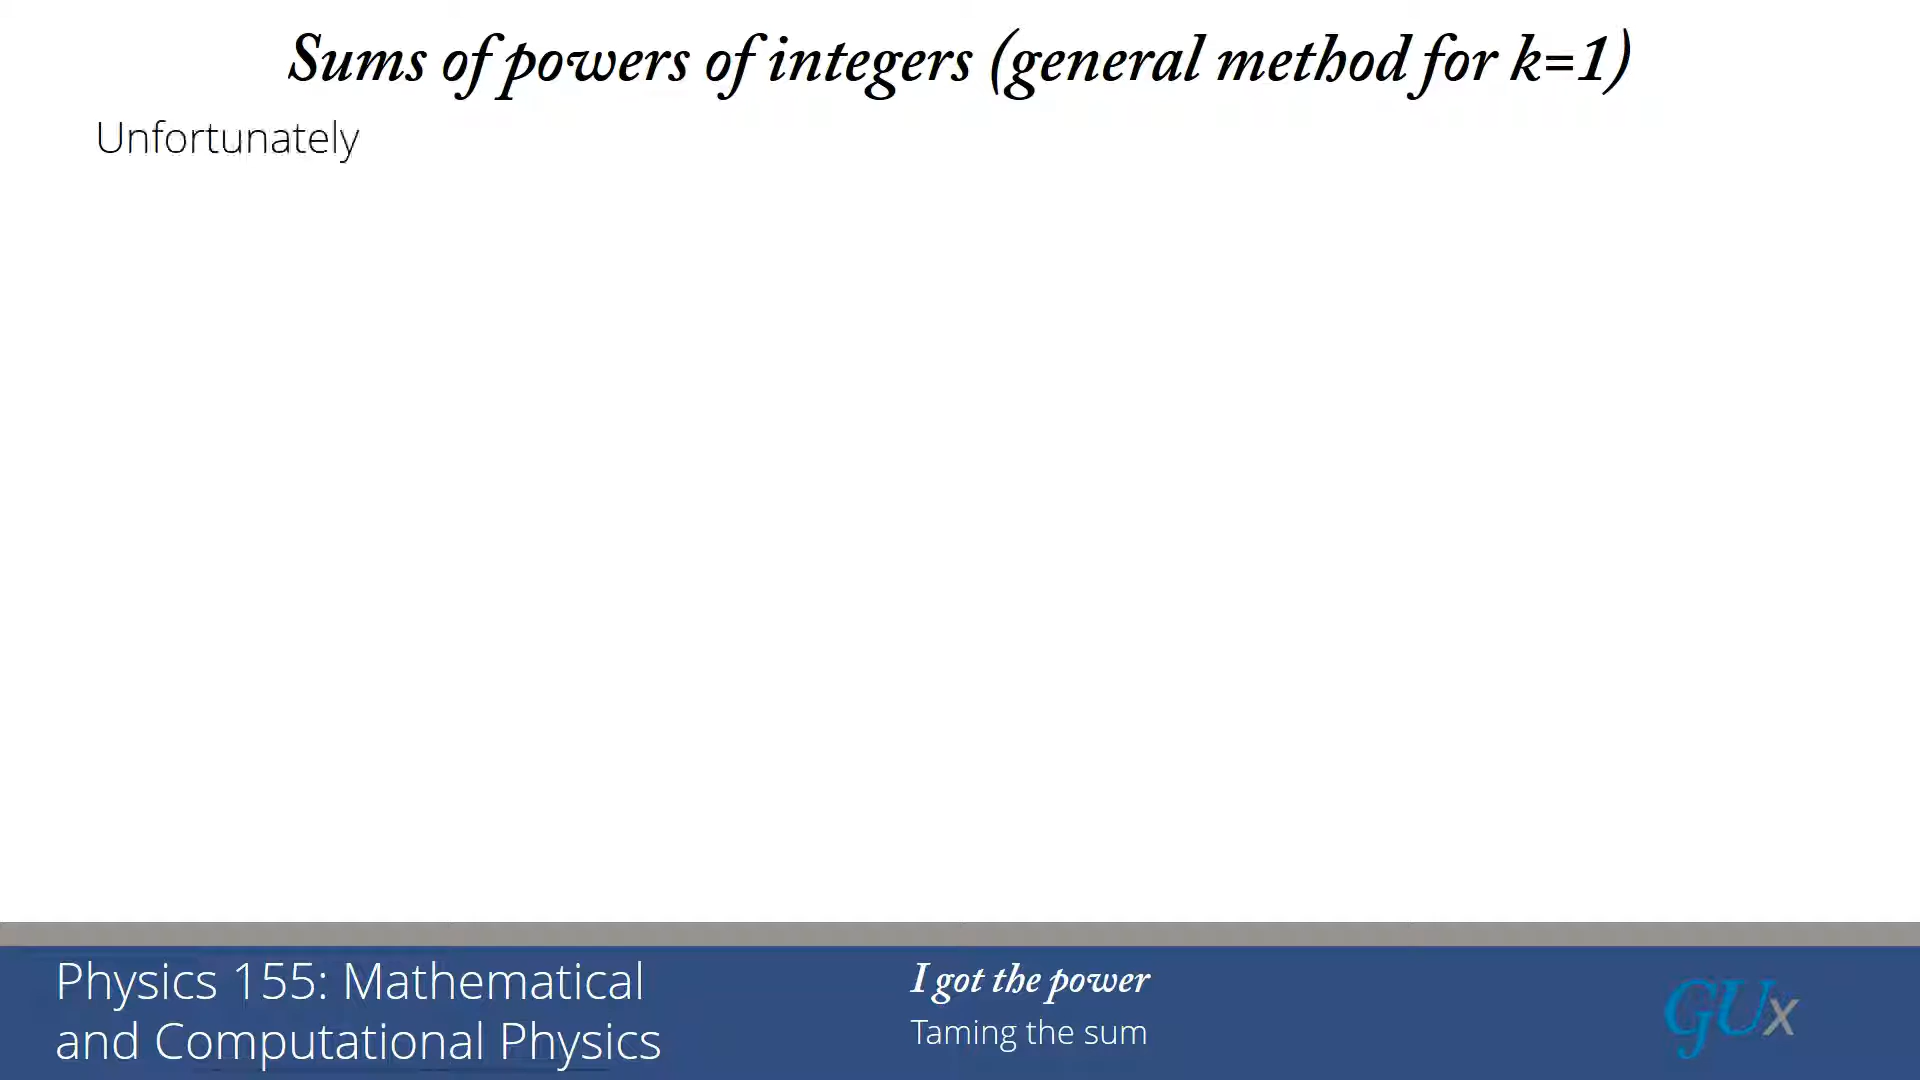 Sums of powers of integers (general method for k=1)
Unfortunately
Physics 155: Mathematical
and Computational Physics
I got the power
Taming the sum
GUx